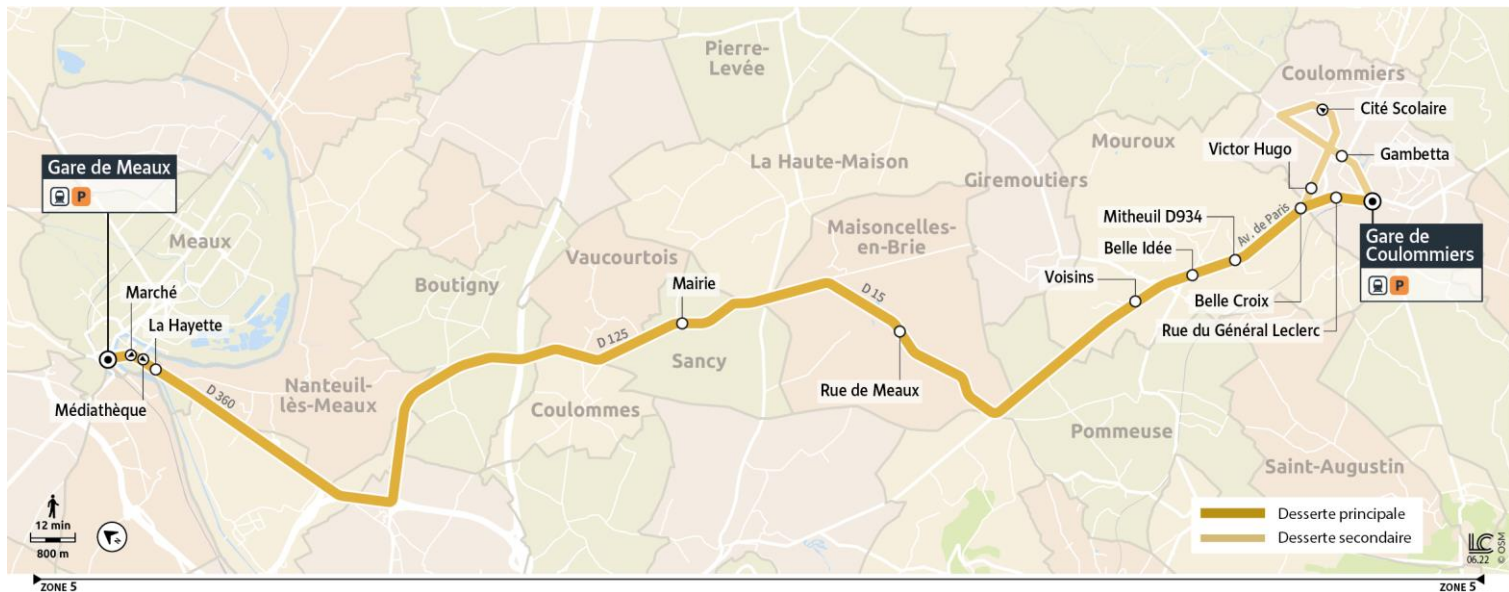 Pierre-
Levée
Coulommiers
Cité Scolaire
Mouroux
Victor Hugo
Gambetta
La Haute-Maison
Gare de Meaux
P
Giremoutiers
Mitheuil D934
Av. de Paris
Maisoncelles-
en-Brie
Meaux
Gare de
Coulommiers
P
Belle Idée
Vaucourtois
Boutigny
Mairie
Voisins
Marché
D 15
Belle Croix
La Hayette
Rue du Général Leclerc
D 125
Sancy
Nanteuil-
lès-Meaux
D 360
Rue de Meaux
Médiathèque
Coulommes
Pommeuse
Saint-Augustin
12 min
800 m
N
Desserte principale
Desserte secondaire
LC
06.22
© OSM
ZONE 5
ZONE 5